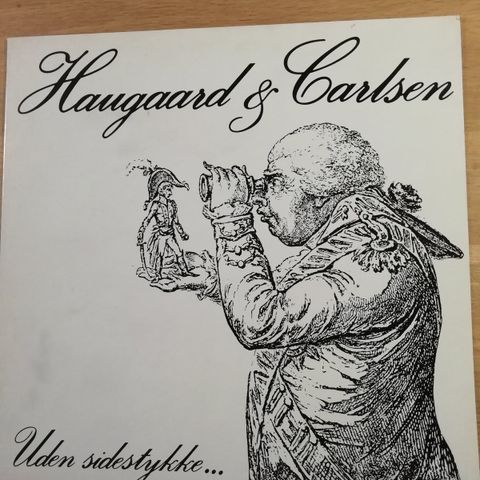 Haugaard & Carlsen
Uden sidestykke...